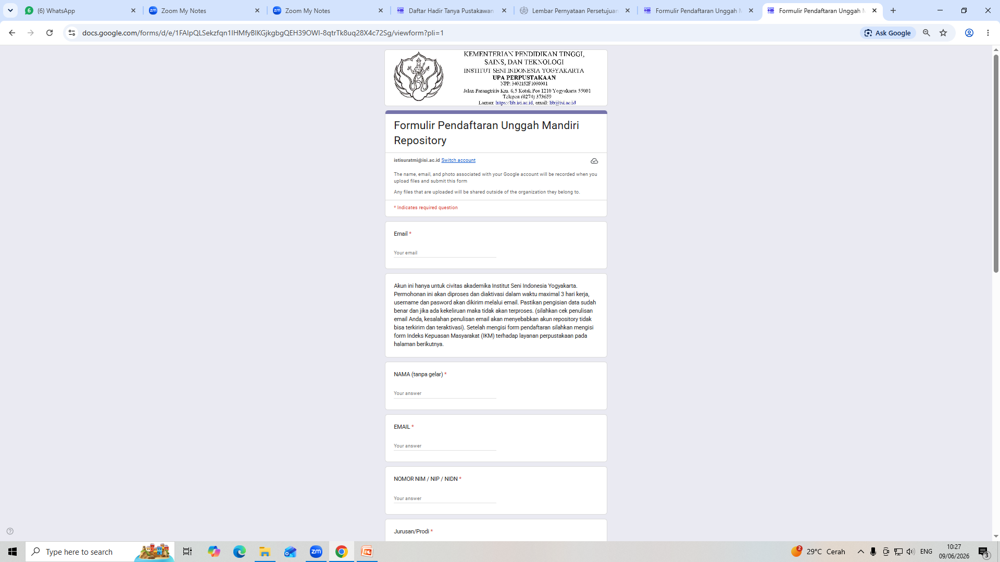 (6) WhatsApp
Zoom My Notes
Zoom My Notes
Daftar Hadir Tanya Pustakawan
Lembar Pernyataan Persetujuan
Formulir Pendaftaran Unggah M
Formulir Pendaftaran Unggah M
docs.google.com/forms/d/e/1FAIpQLSekzfqn1IHMfyBIKGjkgbgQEH39OWI-8qtrTk8uq28X4c72Sg/viewform?pli=1
Ask Google
KEMENTERIAN PENDIDIKAN TINGGI,
SAINS, DAN TEKNOLOGI
INSTITUT SENI INDONESIA YOGYAKARTA
UPA PERPUSTAKAAN
NPP: 3402152F1000001
Jalan Parangtritis Km. 6,5 Kotak Pos 1210 Yogyakarta 55001
Telepon (0274) 373659
Laman: https://lib.isi.ac.id, email: lib@isi.ac.id
Formulir Pendaftaran Unggah Mandiri
Repository
istisuratmi@isi.ac.id Switch account
The name, email, and photo associated with your Google account will be recorded when you
upload files and submit this form
Any files that are uploaded will be shared outside of the organization they belong to.
* Indicates required question
Email *
Your email
Akun ini hanya untuk civitas akademika Institut Seni Indonesia Yogyakarta.
Permohonan ini akan diproses dan diaktivasi dalam waktu maximal 3 hari kerja,
username dan pasword akan dikirim melalui email. Pastikan pengisian data sudah
benar dan jika ada kekeliruan maka tidak akan terproses. (silahkan cek penulisan
email Anda, kesalahan penulisan email akan menyebabkan akun repository tidak
bisa terkirim dan teraktivasi). Setelah mengisi form pendaftaran silahkan mengisi
form Indeks Kepuasan Masyarakat (IKM) terhadap layanan perpustakaan pada
halaman berikutnya.
NAMA (tanpa gelar) *
Your answer
EMAIL *
Your answer
NOMOR NIM / NIP / NIDN *
Your answer
Jurusan/Prodi *
Type here to search
zm
2
29°C Cerah
ENG
10:27
09/06/2026
3